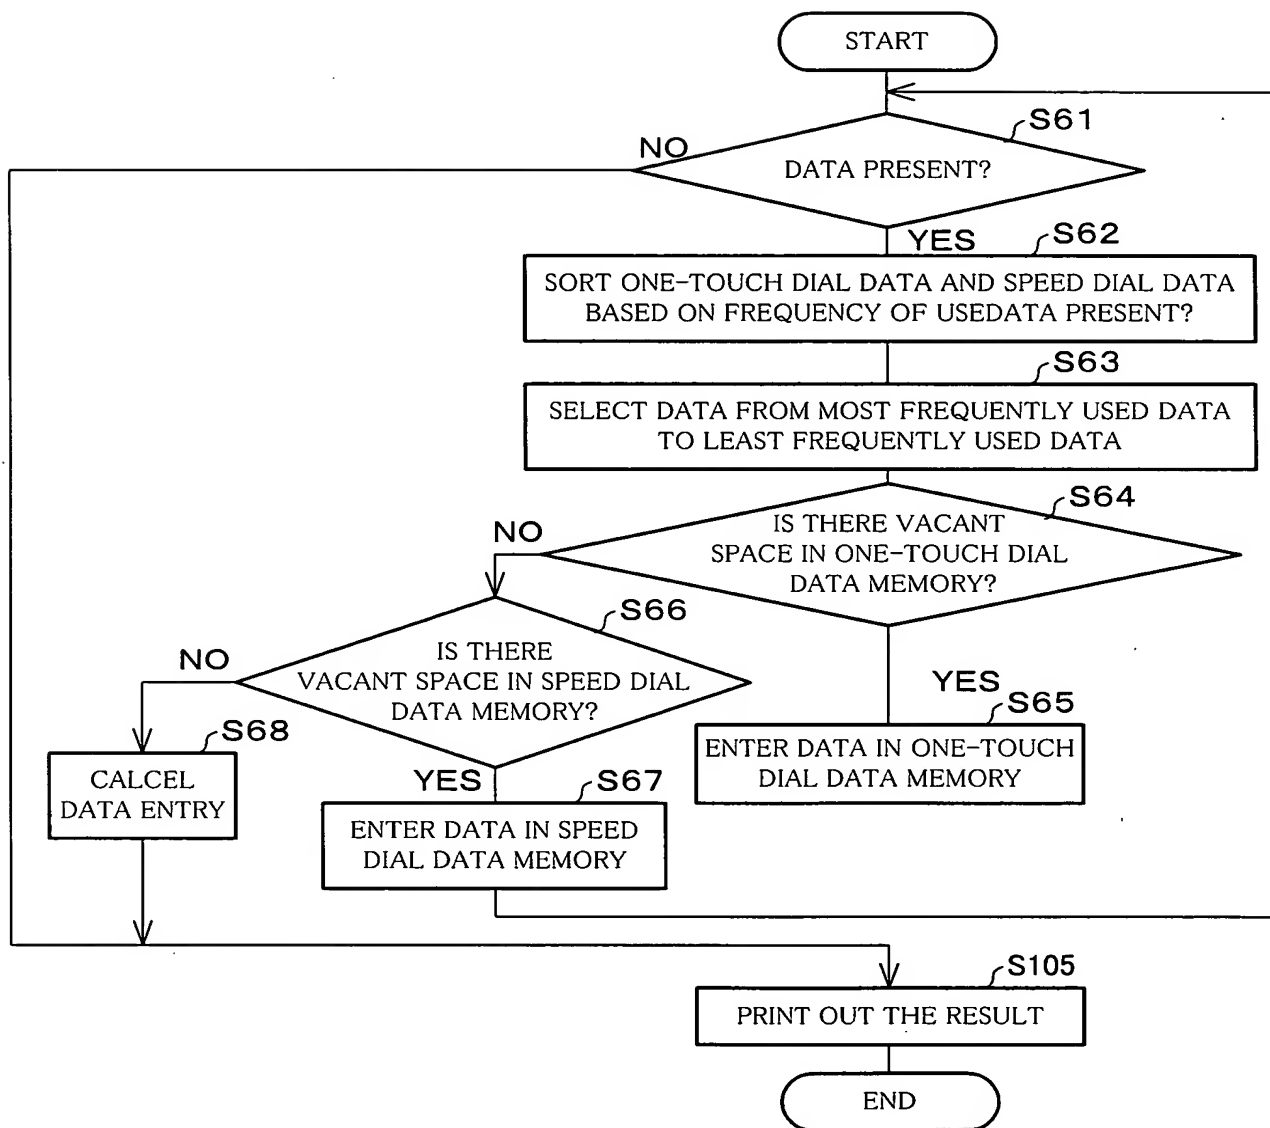 START
S61
NO
DATA PRESENT?
YES
S62
SORT ONE-TOUCH DIAL DATA AND SPEED DIAL DATA
BASED ON FREQUENCY OF USEDATA PRESENT?
S63
SELECT DATA FROM MOST FREQUENTLY USED DATA
TO LEAST FREQUENTLY USED DATA
S64
NO
IS THERE VACANT
SPACE IN ONE-TOUCH DIAL
DATA MEMORY?
S66
NO
IS THERE
VACANT SPACE IN SPEED DIAL
DATA MEMORY?
YES
S65
ENTER DATA IN ONE-TOUCH
DIAL DATA MEMORY
S68
CALCEL
DATA ENTRY
YES
S67
ENTER DATA IN SPEED
DIAL DATA MEMORY
S105
PRINT OUT THE RESULT
END